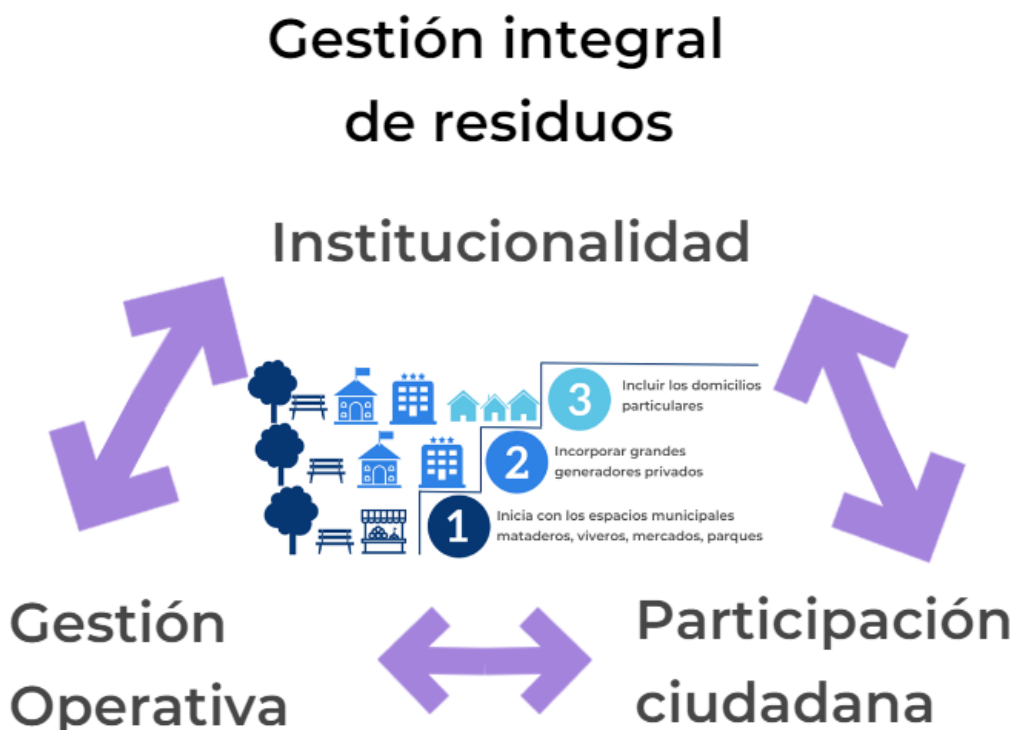 Gestión integral
de residuos
Institucionalidad
3
Incluir los domicilios
particulares
2
Incorporar grandes
generadores privados
1
Inicia con los espacios municipales
mataderos, viveros, mercados, parques
Gestión
Operativa
Participación
ciudadana